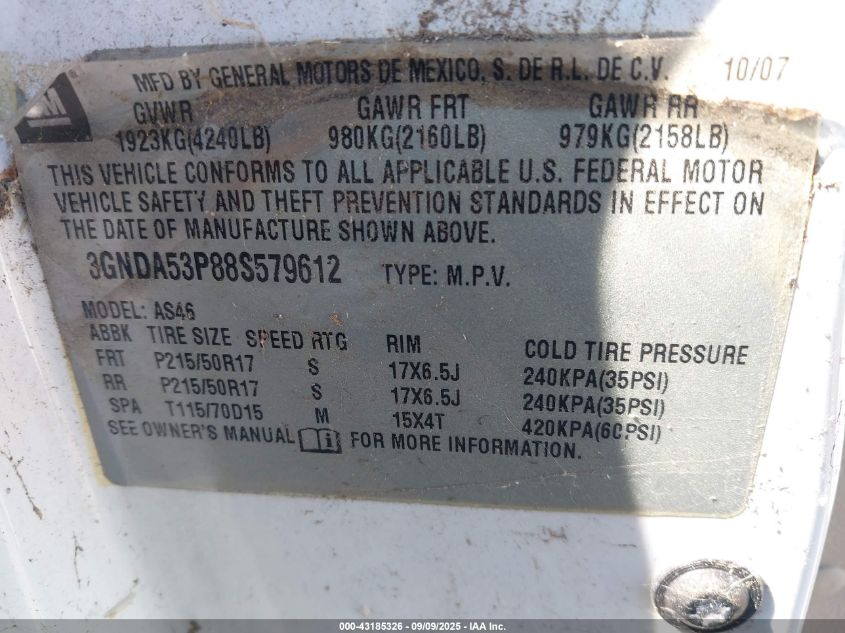 MFD BY GENERAL MOTORS DE MEXICO, S. DE R.L. DE C.V. 10/07
GM
GVWR GAWR FRT GAWR RR
1923KG(4240LB) 980KG(2160LB) 979KG(2158LB)
THIS VEHICLE CONFORMS TO ALL APPLICABLE U.S. FEDERAL MOTOR
VEHICLE SAFETY AND THEFT PREVENTION STANDARDS IN EFFECT ON
THE DATE OF MANUFACTURE SHOWN ABOVE.
3GNDA53P88S579612 TYPE: M.P.V.
MODEL: AS46
ABBK TIRE SIZE SPEED RTG RIM COLD TIRE PRESSURE
FRT P215/50R17 S 17X6.5J 240KPA(35PSI)
RR P215/50R17 S 17X6.5J 240KPA(35PSI)
SPA T115/70D15 M 15X4T 420KPA(60PSI)
SEE OWNER'S MANUAL i FOR MORE INFORMATION.
000-43185326 - 09/09/2025 - IAA Inc.